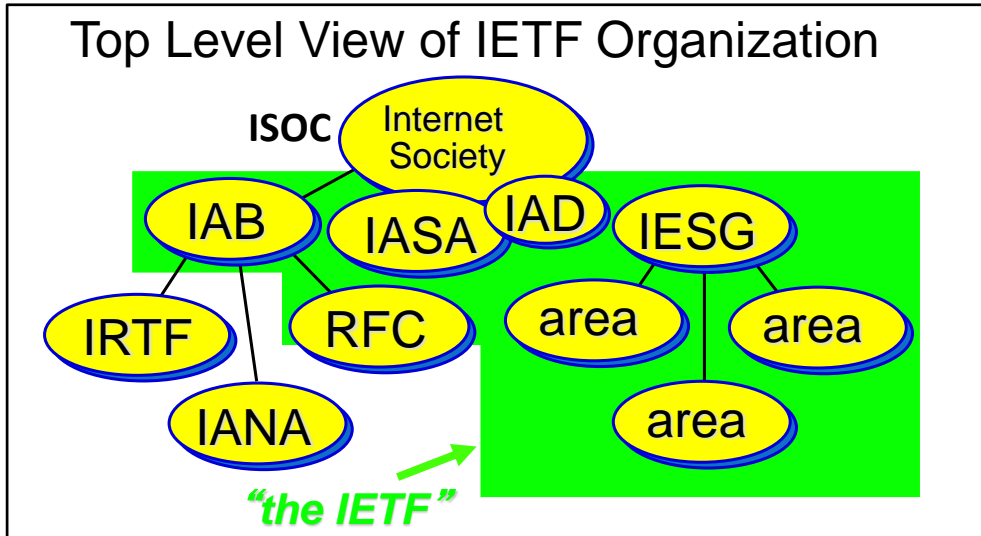 Top Level View of IETF Organization
ISOC
Internet
Society
IAB
IASA
IAD
IESG
IRTF
RFC
area
area
IANA
area
“the IETF”